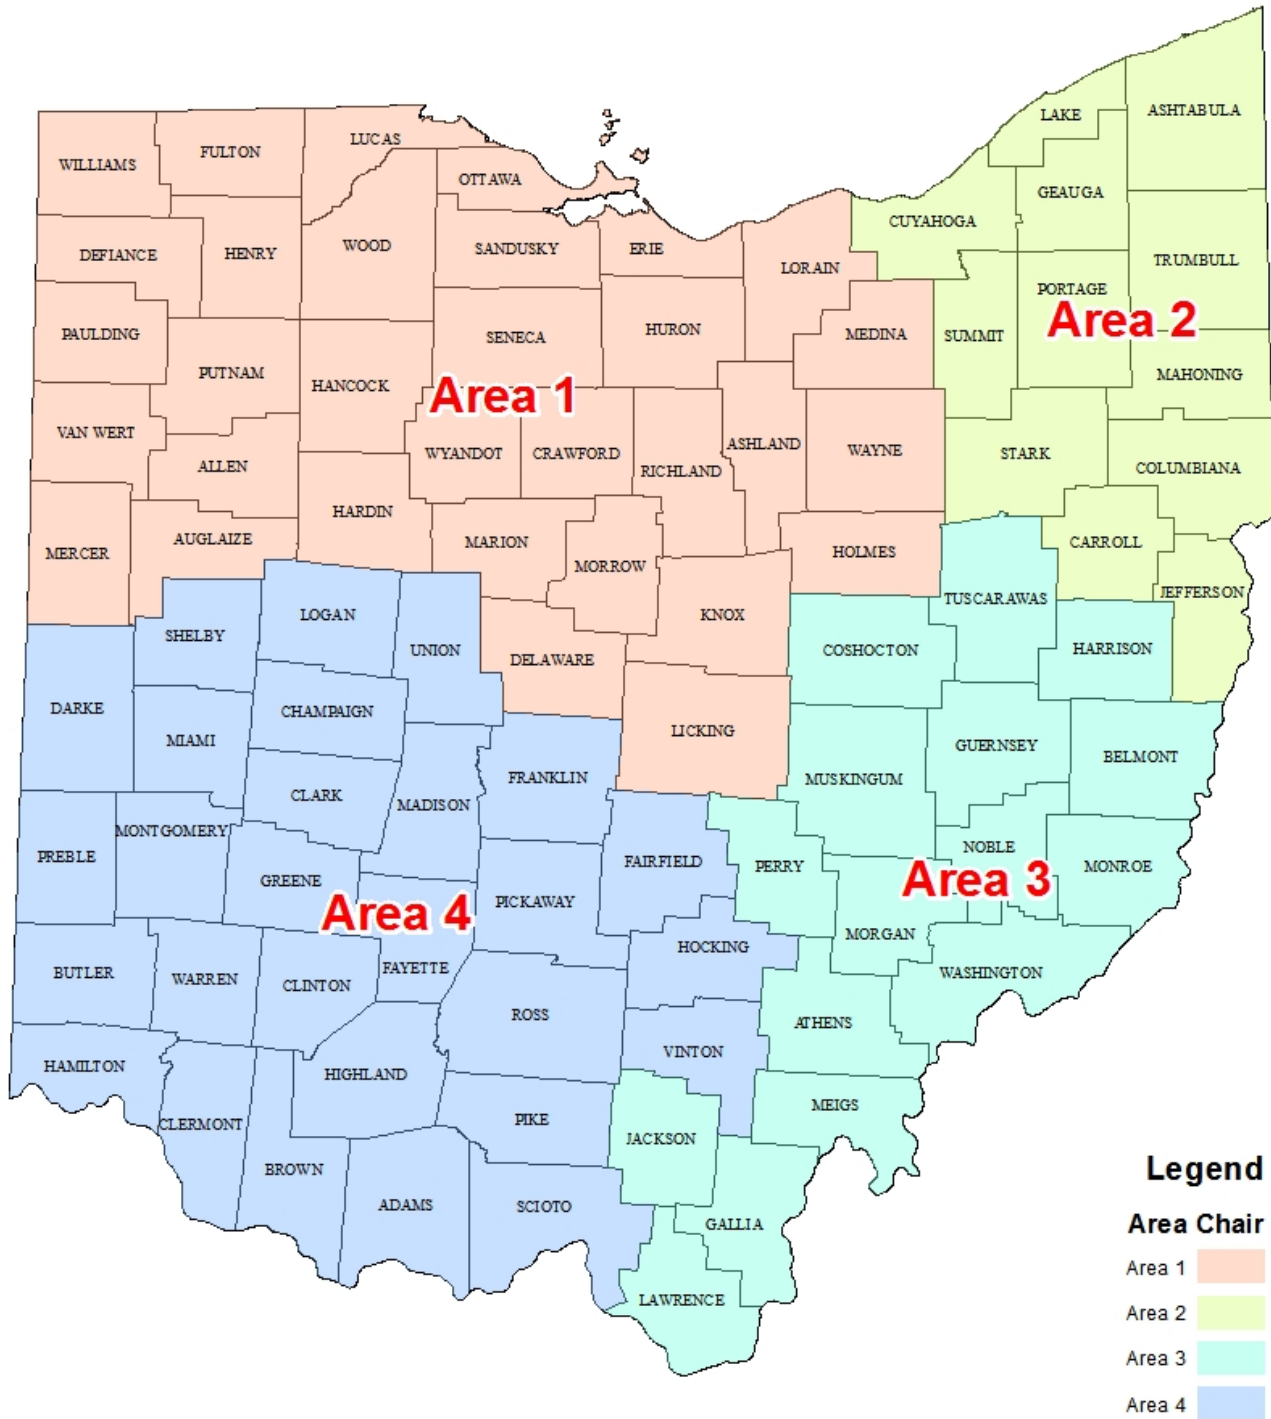 LAKE
ASHTABULA
LUCAS
FULTON
WILLIAMS
OTTAWA
GEAUGA
CUYAHOGA
WOOD
SANDUSKY
ERIE
DEFIANCE
HENRY
LORAIN
TRUMBULL
PORTAGE
Area 2
PAULDING
SENECA
HURON
MEDINA
SUMMIT
PUTNAM
HANCOCK
Area 1
MAHONING
VAN WERT
ALLEN
WYANDOT
CRAWFORD
RICHLAND
ASHLAND
WAYNE
STARK
COLUMBIANA
HARDIN
MERCER
AUGLAIZE
MARION
MORROW
HOLMES
CARROLL
JEFFERSON
TUSCARAWAS
LOGAN
KNOX
SHELBY
UNION
DELAWARE
COSHOCTON
HARRISON
DARKE
CHAMPAIGN
MIAMI
LICKING
GUERNSEY
BELMONT
FRANKLIN
MUSKINGUM
CLARK
MADISON
MONTGOMERY
PREBLE
GREENE
FAIRFIELD
PERRY
NOBLE
MONROE
Area 3
Area 4
PICKAWAY
MORGAN
HOCKING
BUTLER
WARREN
CLINTON
FAYETTE
WASHINGTON
ROSS
ATHENS
HAMILTON
HIGHLAND
VINTON
CLERMONT
PIKE
MEIGS
JACKSON
BROWN
ADAMS
SCIOTO
GALLIA
LAWRENCE
Legend
Area Chair
Area 1
Area 2
Area 3
Area 4